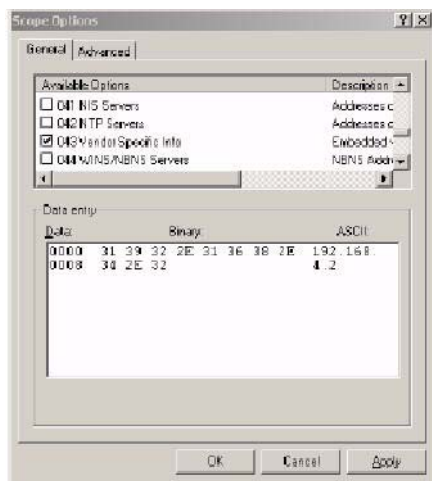 Scope Options
General Advanced
Available Options Description
041 NIS Servers Addresses c
042 NTP Servers Addresses c
043 Vendor Specific Info Embedded
044 WINS/NBNS Servers NBNS Addr
Data entry
Data: Binary: ASCII:
0000 31 39 32 2E 31 36 38 2E 192.168.
0008 34 2E 32 4.2
OK Cancel Apply